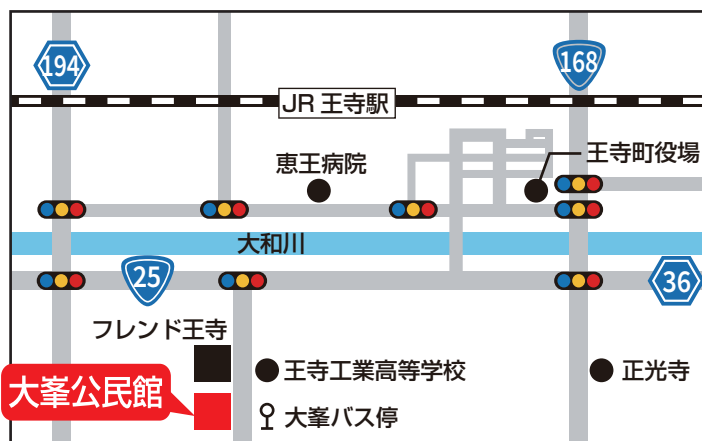 194
168
JR 王寺駅
恵王病院
王寺町役場
大和川
25
36
フレンド王寺
大峯公民館
王寺工業高等学校
正光寺
大峯バス停